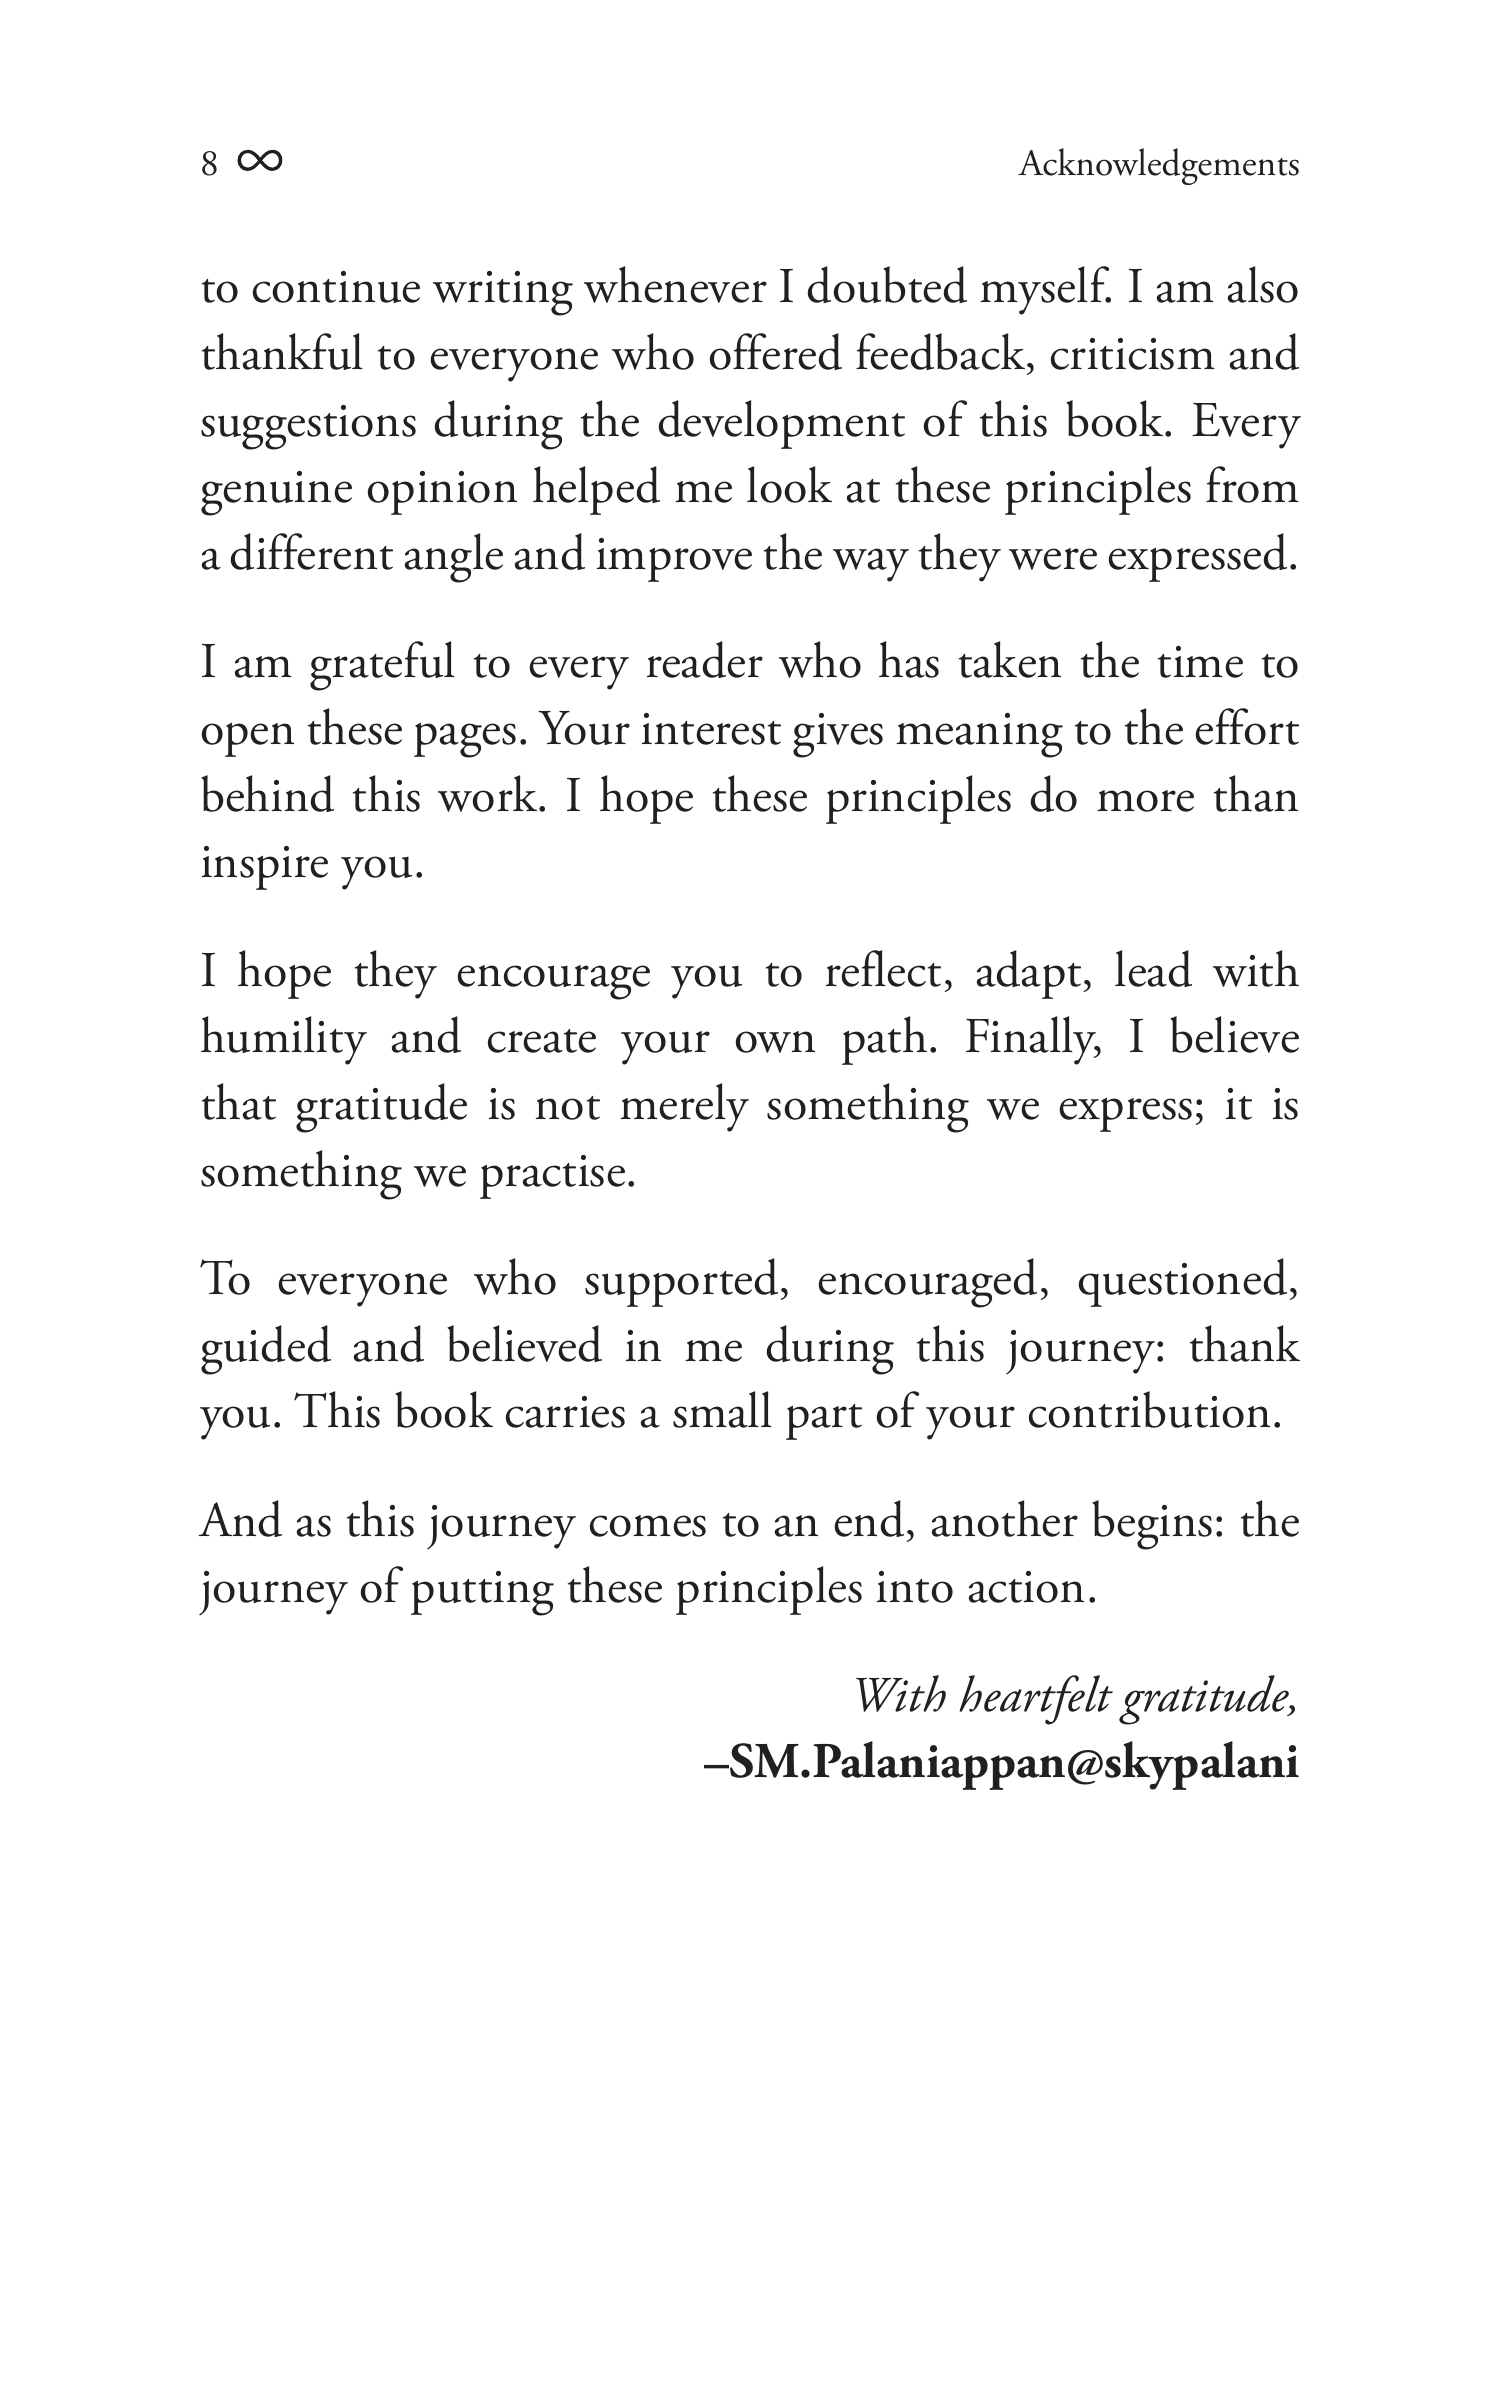 8 ∞ Acknowledgements
to continue writing whenever I doubted myself. I am also
thankful to everyone who offered feedback, criticism and
suggestions during the development of this book. Every
genuine opinion helped me look at these principles from
a different angle and improve the way they were expressed.
I am grateful to every reader who has taken the time to
open these pages. Your interest gives meaning to the effort
behind this work. I hope these principles do more than
inspire you.
I hope they encourage you to reflect, adapt, lead with
humility and create your own path. Finally, I believe
that gratitude is not merely something we express; it is
something we practise.
To everyone who supported, encouraged, questioned,
guided and believed in me during this journey: thank
you. This book carries a small part of your contribution.
And as this journey comes to an end, another begins: the
journey of putting these principles into action.
With heartfelt gratitude,
–SM.Palaniappan@skypalani